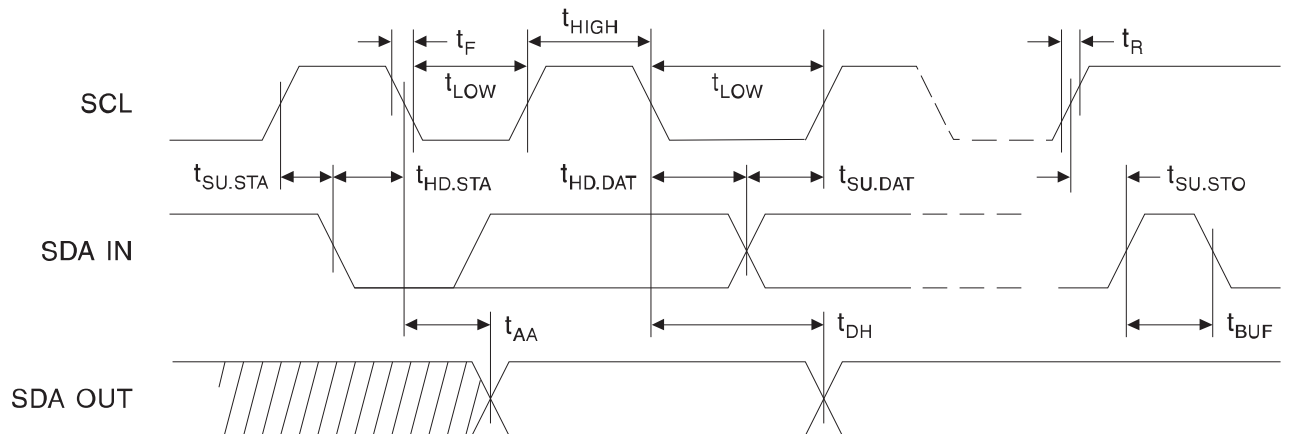 tHIGH
tF
tR
tLOW
tLOW
SCL
tSU.STA
tHD.STA
tHD.DAT
tSU.DAT
tSU.STO
SDA IN
tAA
tDH
tBUF
SDA OUT